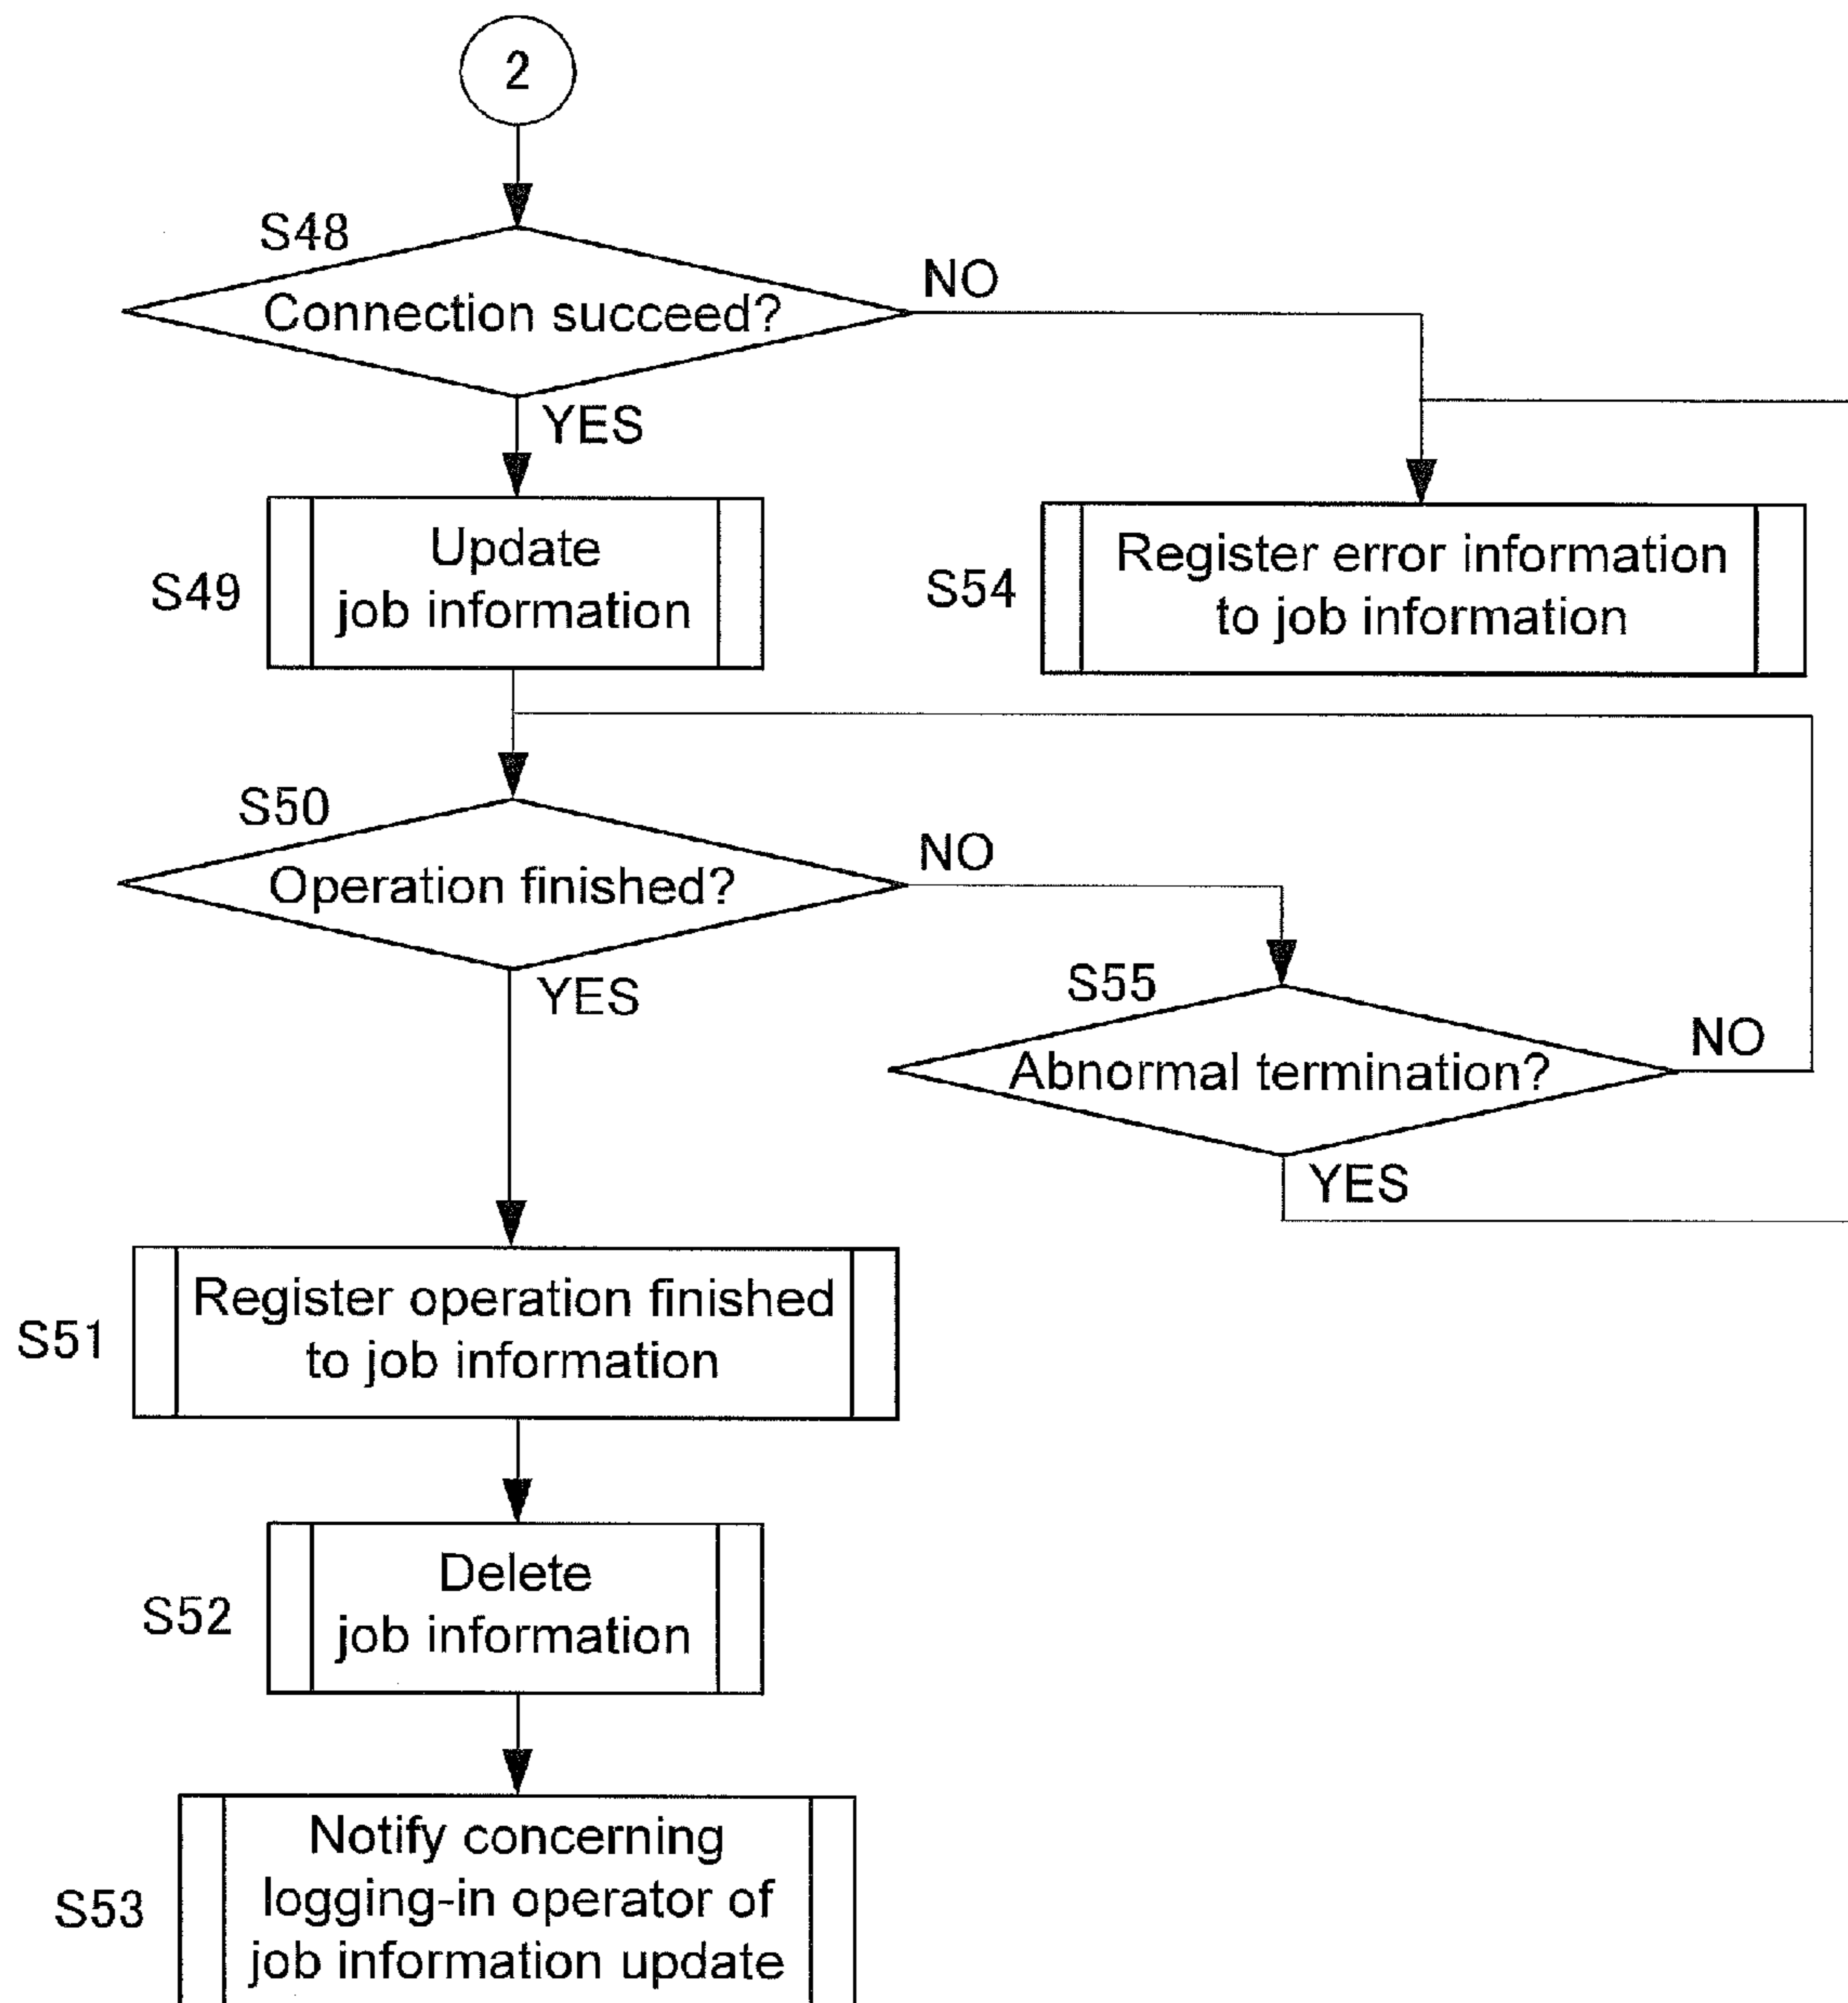 2
S48
Connection succeed?
NO
YES
S49
Update
job information
S54
Register error information
to job information
S50
Operation finished?
NO
YES
S55
Abnormal termination?
NO
YES
S51
Register operation finished
to job information
S52
Delete
job information
S53
Notify concerning
logging-in operator of
job information update